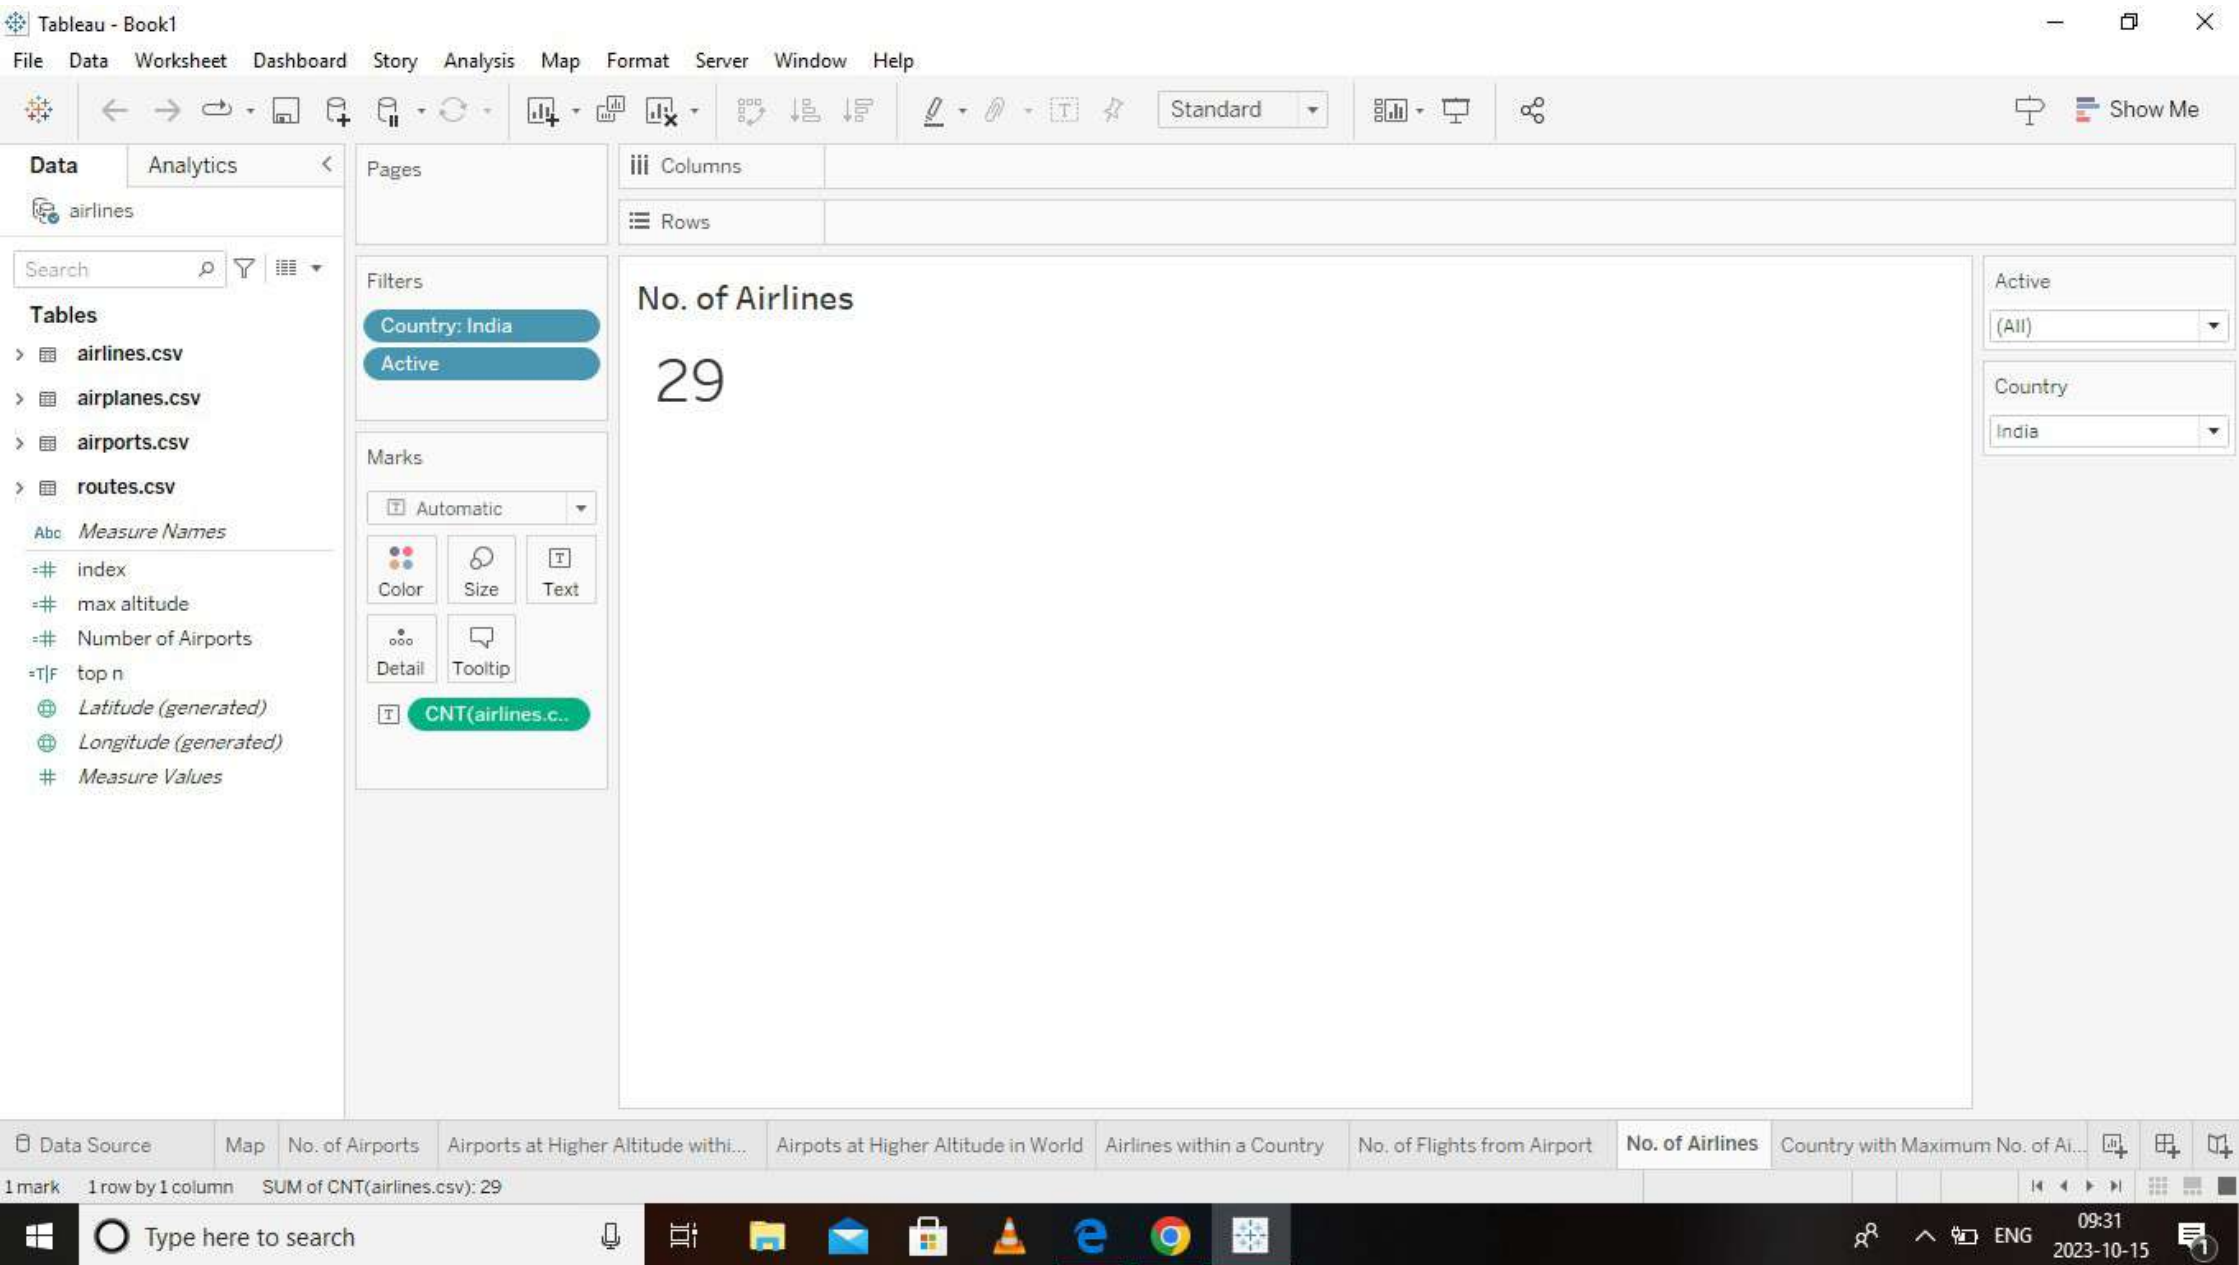 Tableau - Book1
File Data Worksheet Dashboard Story Analysis Map Format Server Window Help
Standard
Show Me
Data Analytics
airlines
Search
Tables
airlines.csv
airplanes.csv
airports.csv
routes.csv
Abc Measure Names
=# index
=# max altitude
=# Number of Airports
=T|F top n
Latitude (generated)
Longitude (generated)
# Measure Values
Pages
Filters
Country: India
Active
Marks
T Automatic
Color Size Text
Detail Tooltip
T CNT(airlines.c..
iii Columns
Rows
No. of Airlines
29
Active
(All)
Country
India
Data Source Map No. of Airports Airports at Higher Altitude withi... Airpots at Higher Altitude in World Airlines within a Country No. of Flights from Airport No. of Airlines Country with Maximum No. of Ai...
1 mark 1 row by 1 column SUM of CNT(airlines.csv): 29
Type here to search
ENG
09:31
2023-10-15
1